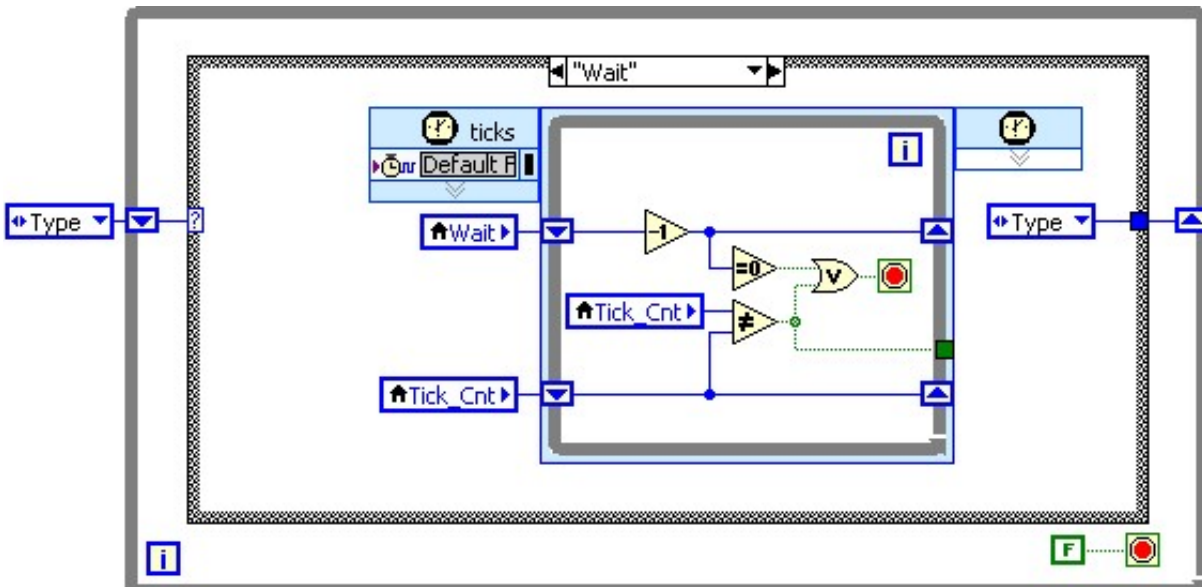 "Wait"
ticks
Default F
i
Type
?
Wait
-1
Type
=0
V
Tick_Cnt
≠
Tick_Cnt
i
F